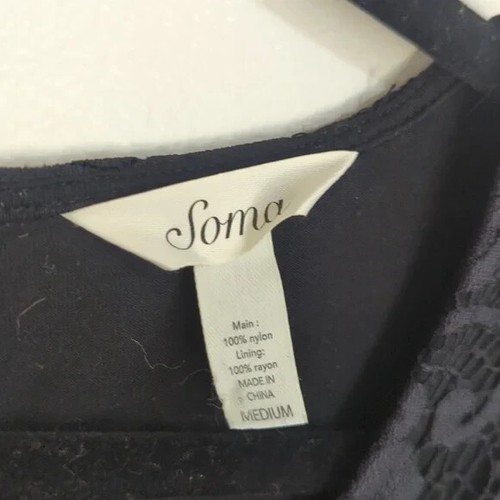 Soma
Main :
100% nylon
Lining:
100% rayon
MADE IN
CHINA
MEDIUM